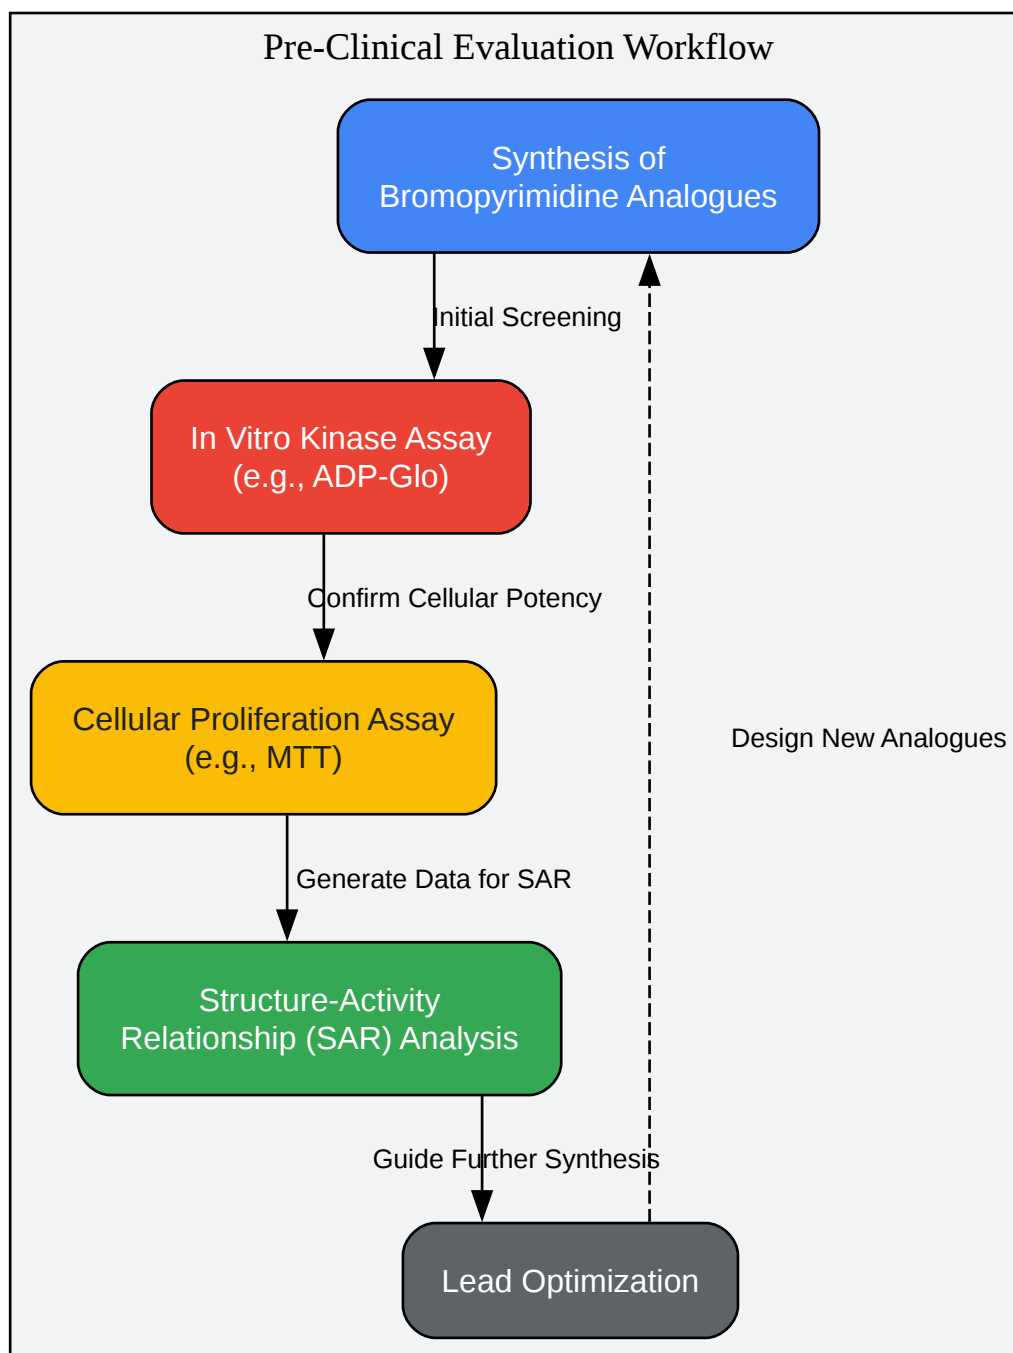 Pre-Clinical Evaluation Workflow
Synthesis of
Bromopyrimidine Analogues
Initial Screening
In Vitro Kinase Assay
(e.g., ADP-Glo)
Confirm Cellular Potency
Cellular Proliferation Assay
(e.g., MTT)
Design New Analogues
Generate Data for SAR
Structure-Activity
Relationship (SAR) Analysis
Guide Further Synthesis
Lead Optimization